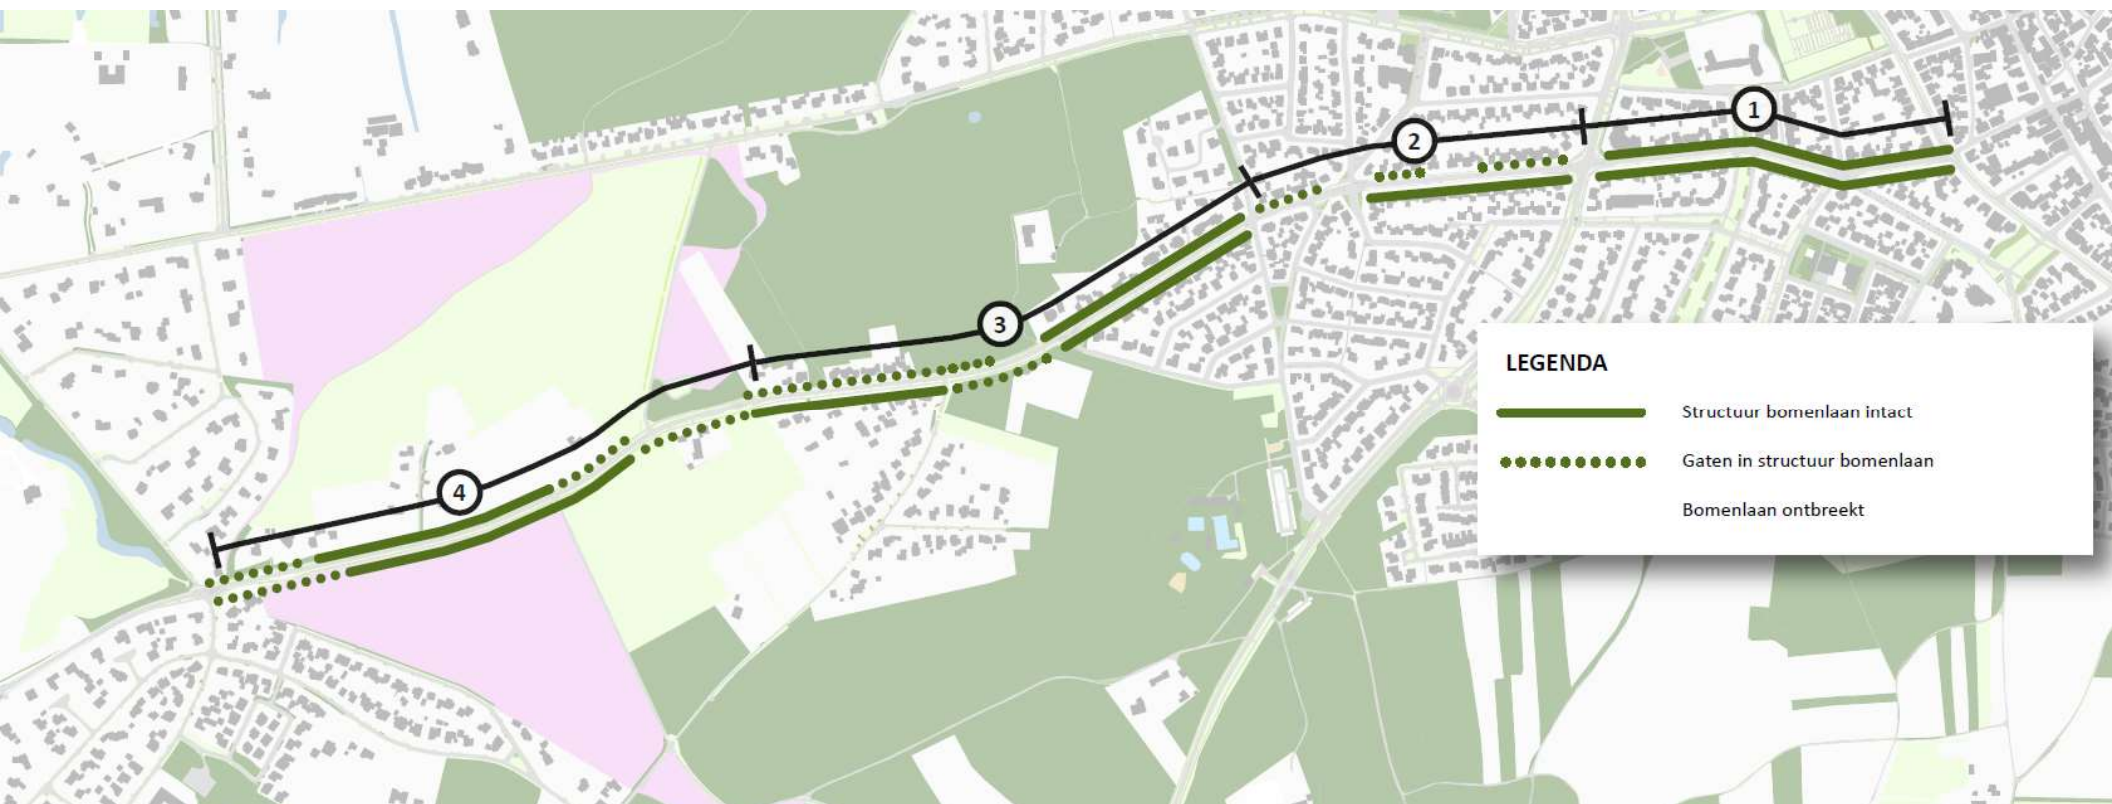 1
2
3
4
LEGENDA
Structuur bomenlaan intact
Gaten in structuur bomenlaan
Bomenlaan ontbreekt